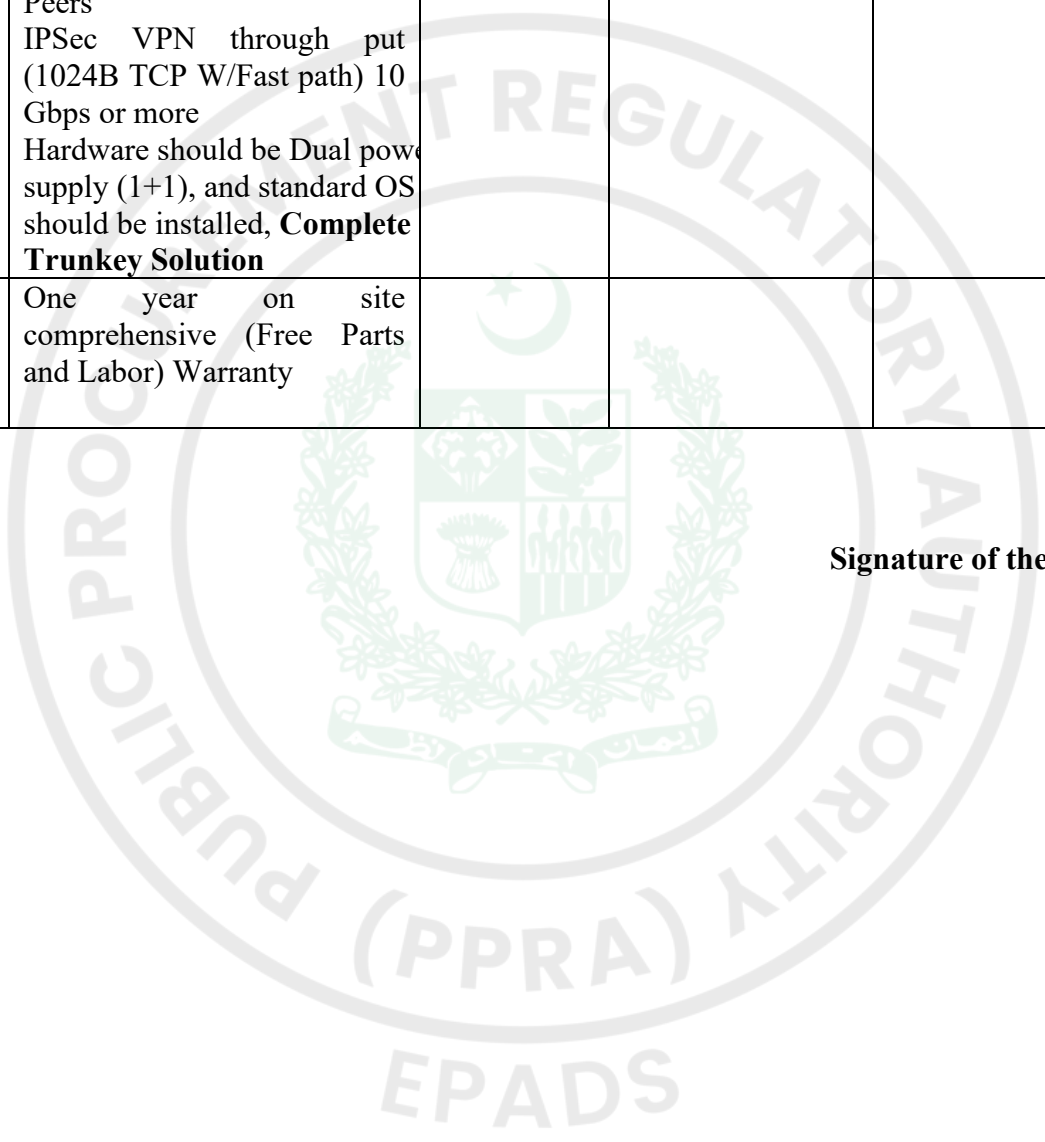 Peers
IPSec VPN through put
(1024B TCP W/Fast path) 10
Gbps or more
Hardware should be Dual powe
supply (1+1), and standard OS
should be installed, Complete
Trunkey Solution
One year on site
comprehensive (Free Parts
and Labor) Warranty
Signature of the
PUBLIC PROCUREMENT REGULATORY AUTHORITY
(PPRA)
EPADS